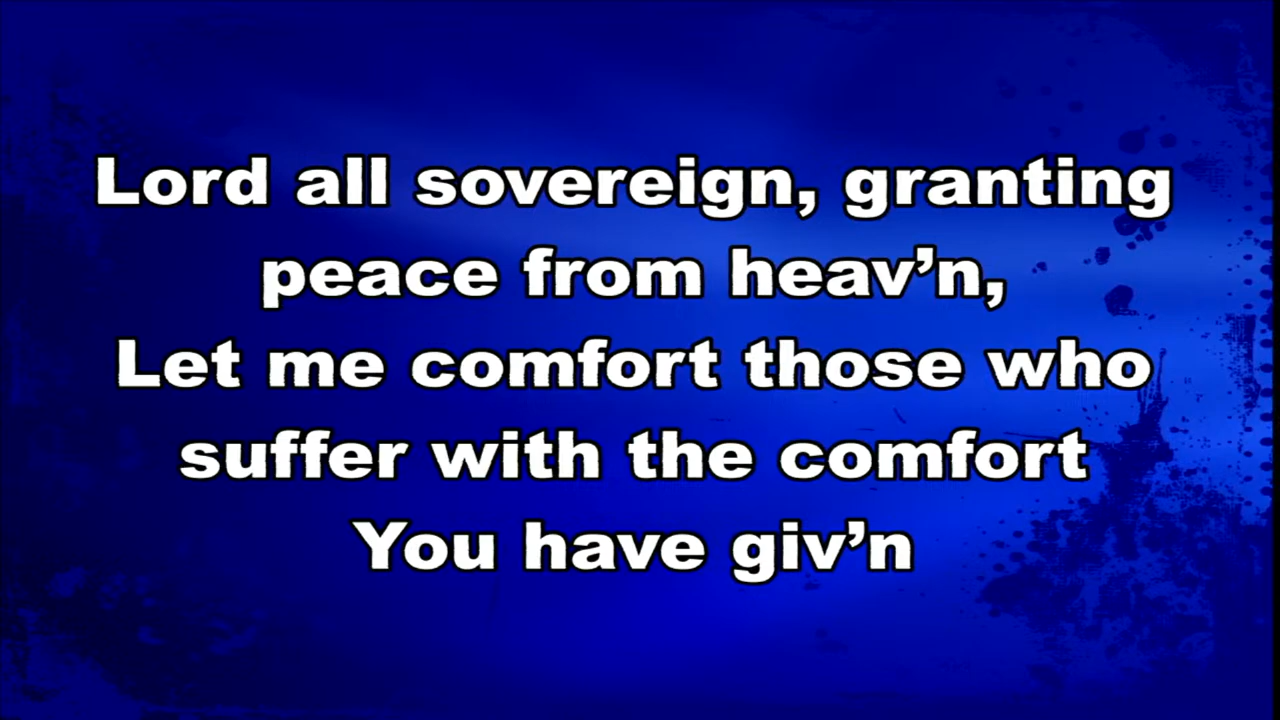 Lord all sovereign, granting
peace from heav’n,
Let me comfort those who
suffer with the comfort
You have giv’n